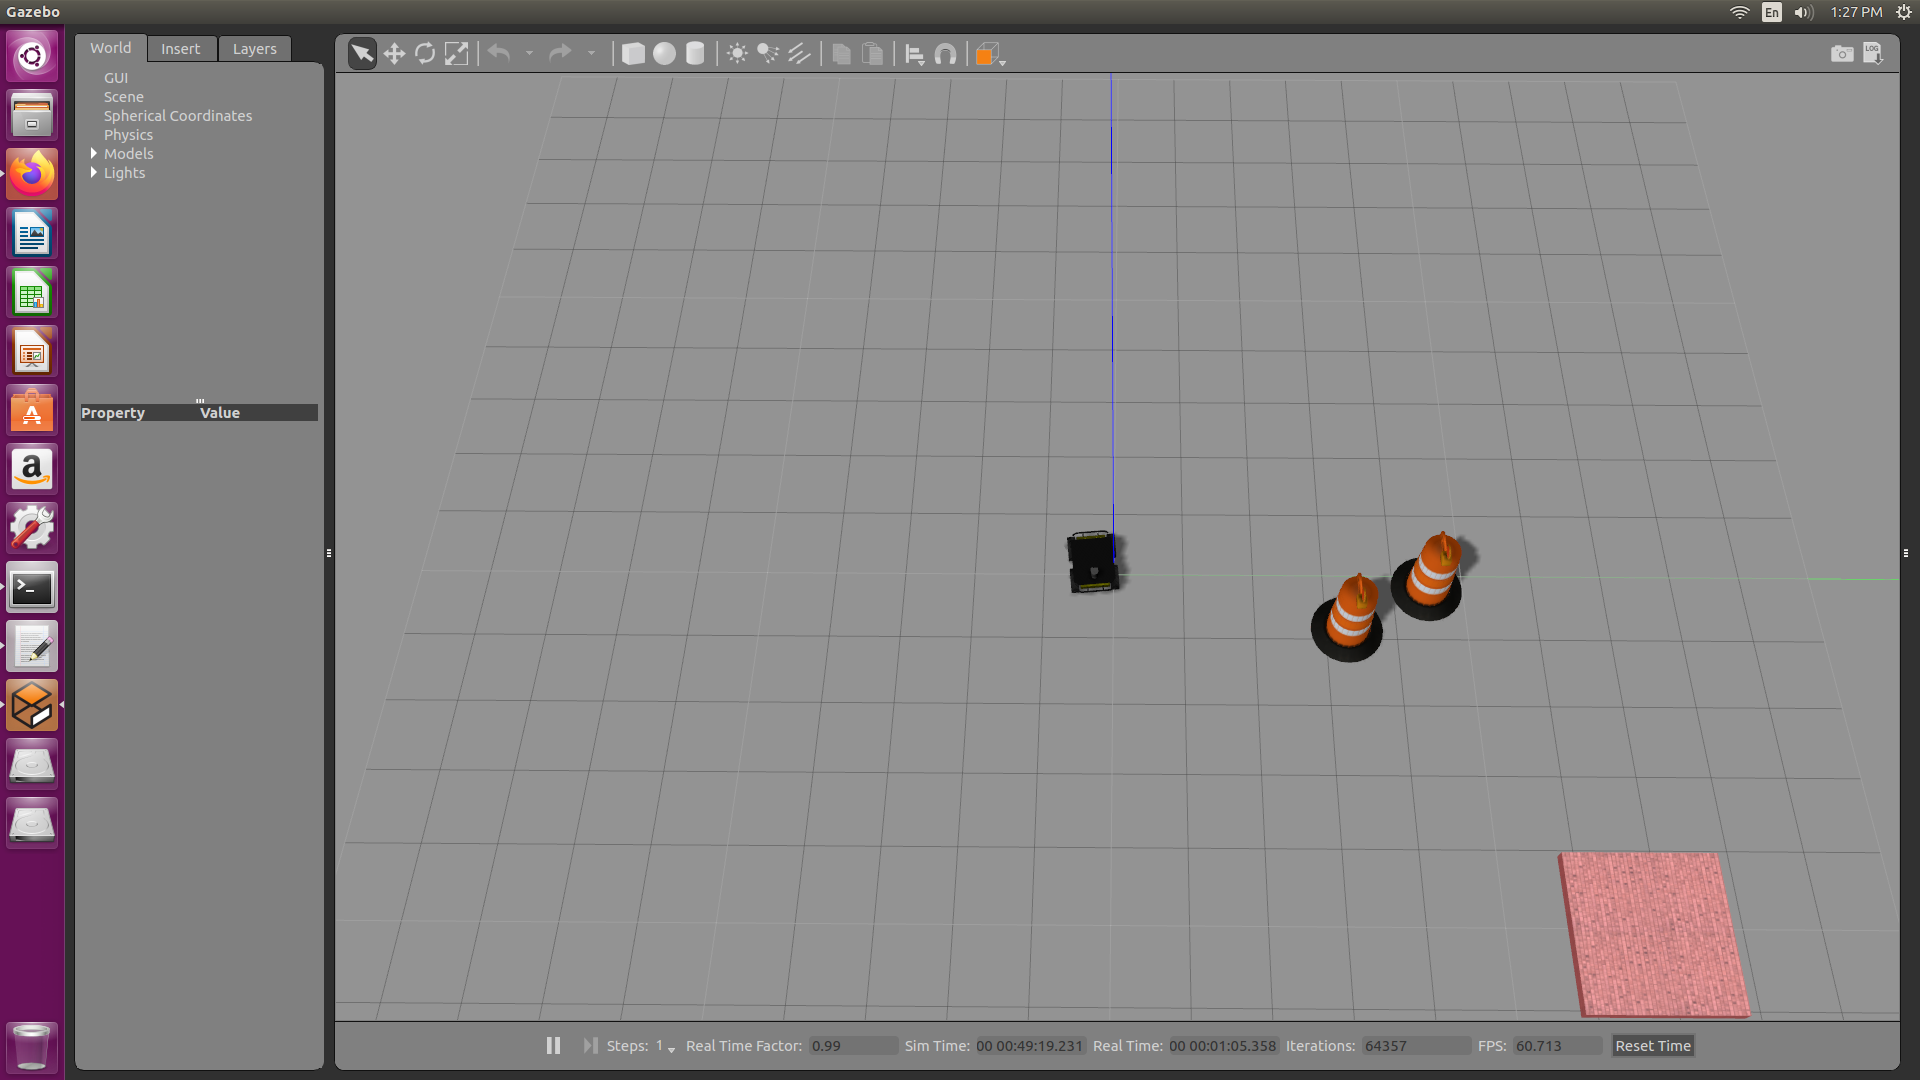 Gazebo
En
1:27 PM
World Insert Layers
LOG
GUI
Scene
Spherical Coordinates
Physics
Models
Lights
Property Value
Steps: 1 Real Time Factor: 0.99 Sim Time: 00 00:49:19.231 Real Time: 00 00:01:05.358 Iterations: 64357 FPS: 60.713 Reset Time